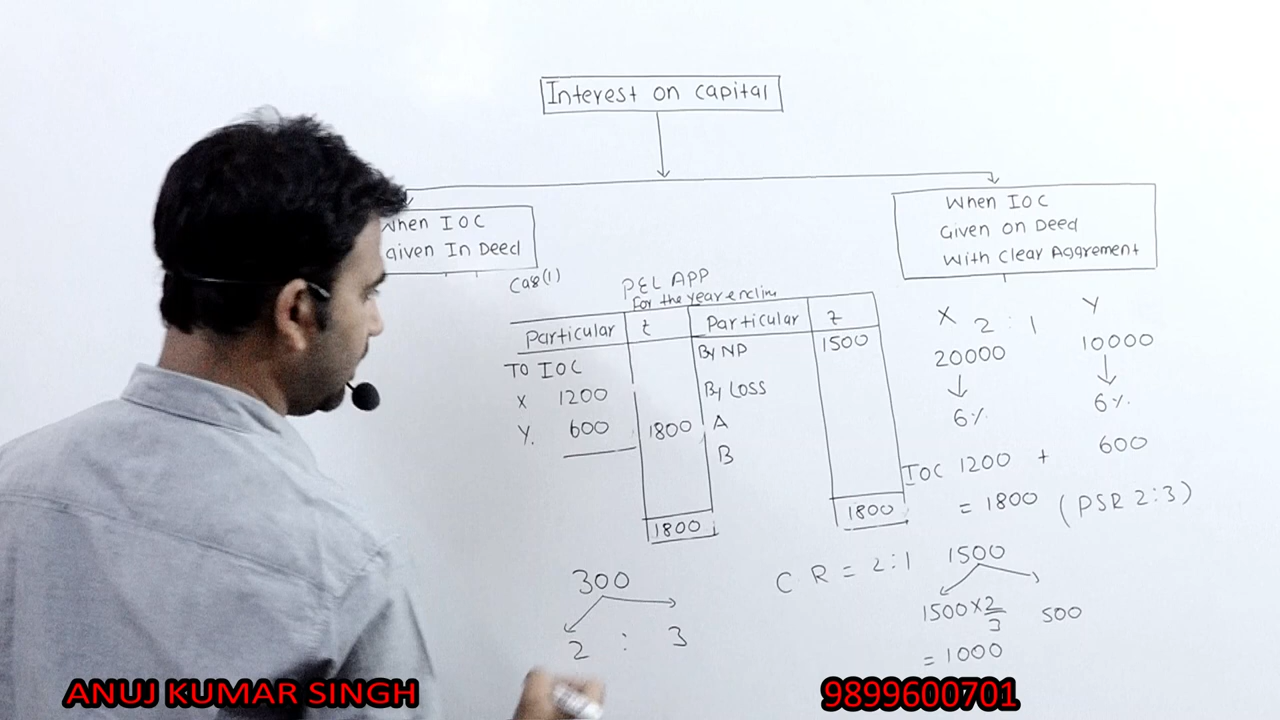 Interest on Capital
When IOC
Given In Deed
When IOC
Given on Deed
With Clear Aggrement
Cas(1)
P&L APP
For the year ending
Particular ₹ Particular ₹
By NP 1500
TO IOC
X 1200
By LOSS
Y. 600 1800 A
B
1800
1800
300
2 : 3
X 2 : 1 Y
20000 10000
6%. 6%.
IOC 1200 + 600
= 1800 (PSR 2:3)
C R = 2:1 1500
1500 × 2/3 500
= 1000
ANUJ KUMAR SINGH
9899600701